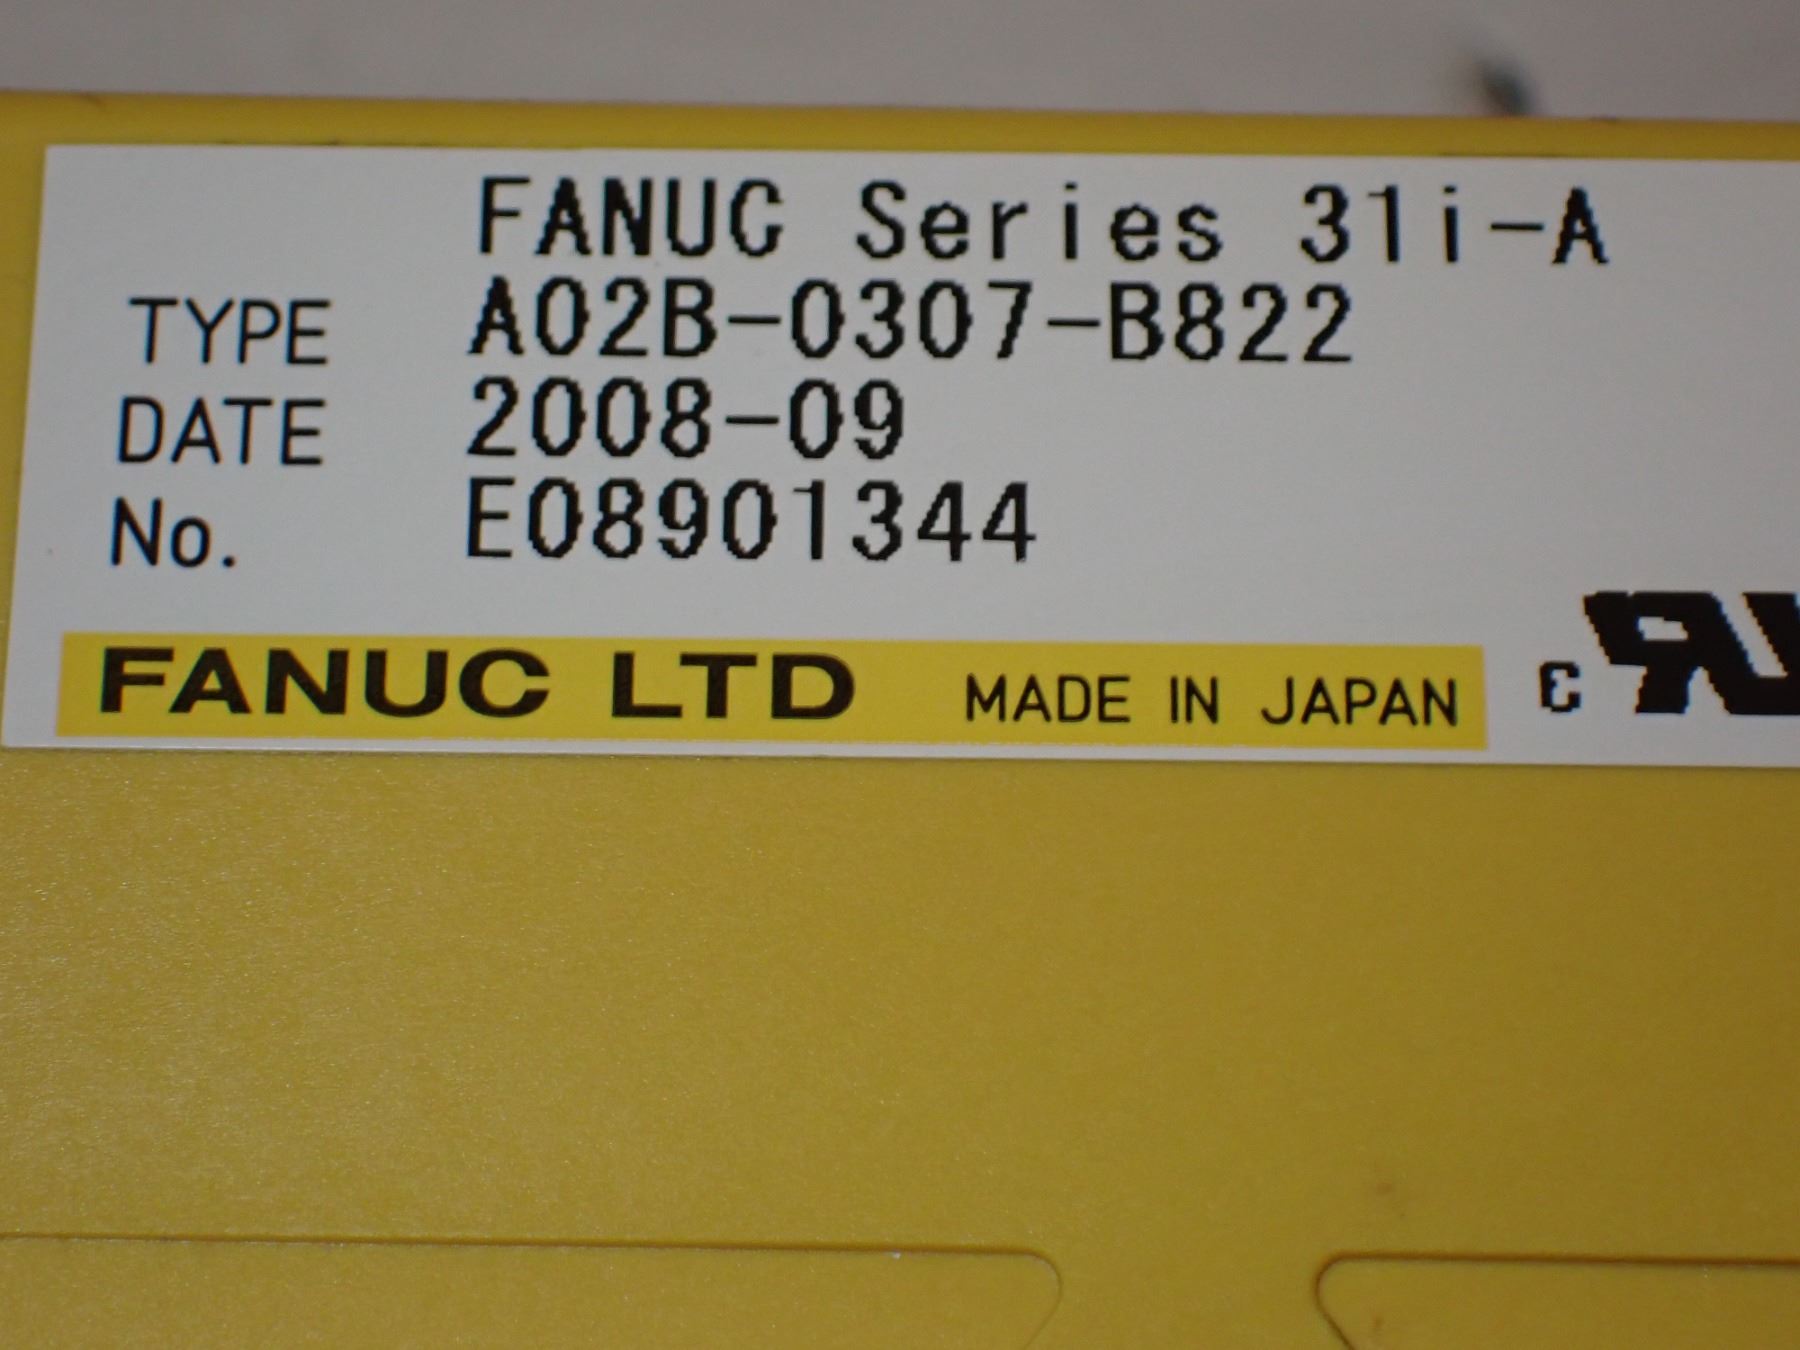 FANUC Series 31i-A
TYPE A02B-0307-B822
DATE 2008-09
No. E08901344
FANUC LTD MADE IN JAPAN